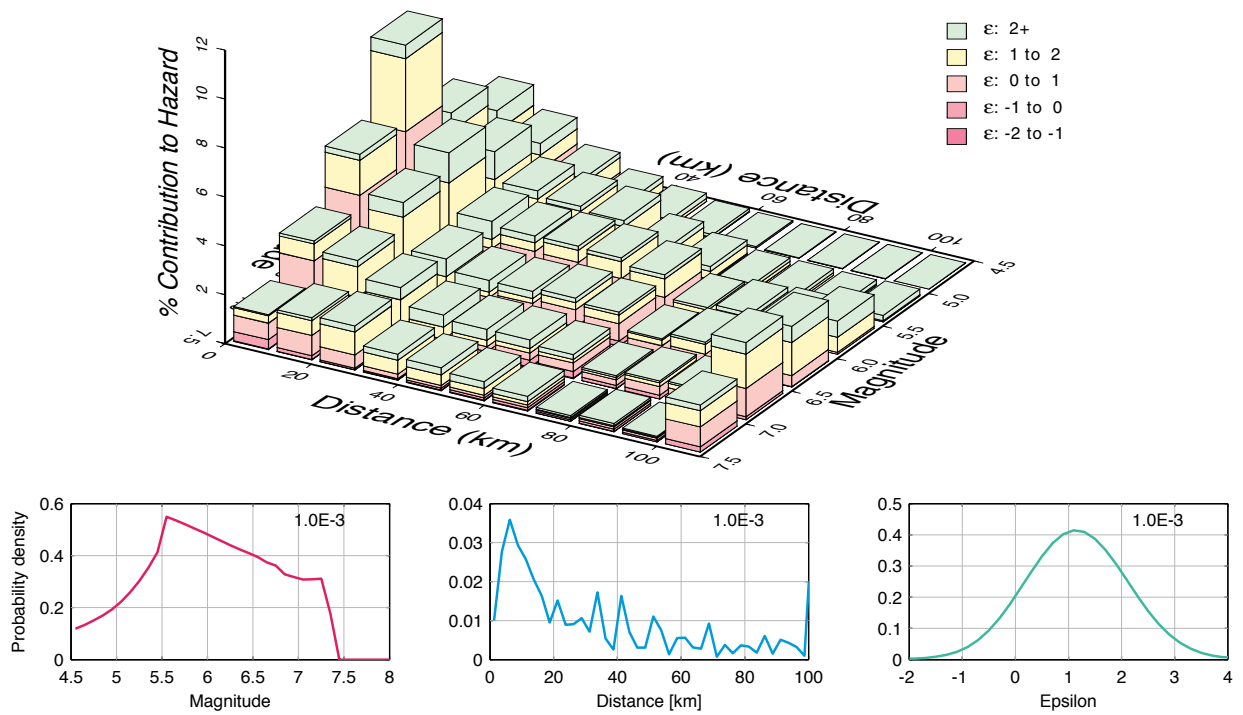 ε: 2+
ε: 1 to 2
ε: 0 to 1
ε: -1 to 0
ε: -2 to -1
% Contribution to Hazard
12
10
8
6
4
2
7.5
0
20
40
60
80
100
Distance (km)
40
60
80
100
Distance (km)
4.5
5.0
5.5
6.0
6.5
7.0
7.5
Magnitude
Probability density
0.6
0.4
0.2
0
4.5 5 5.5 6 6.5 7 7.5 8
Magnitude
1.0E-3
0.04
0.03
0.02
0.01
0
0 20 40 60 80 100
Distance [km]
1.0E-3
0.5
0.4
0.3
0.2
0.1
0
-2 -1 0 1 2 3 4
Epsilon
1.0E-3